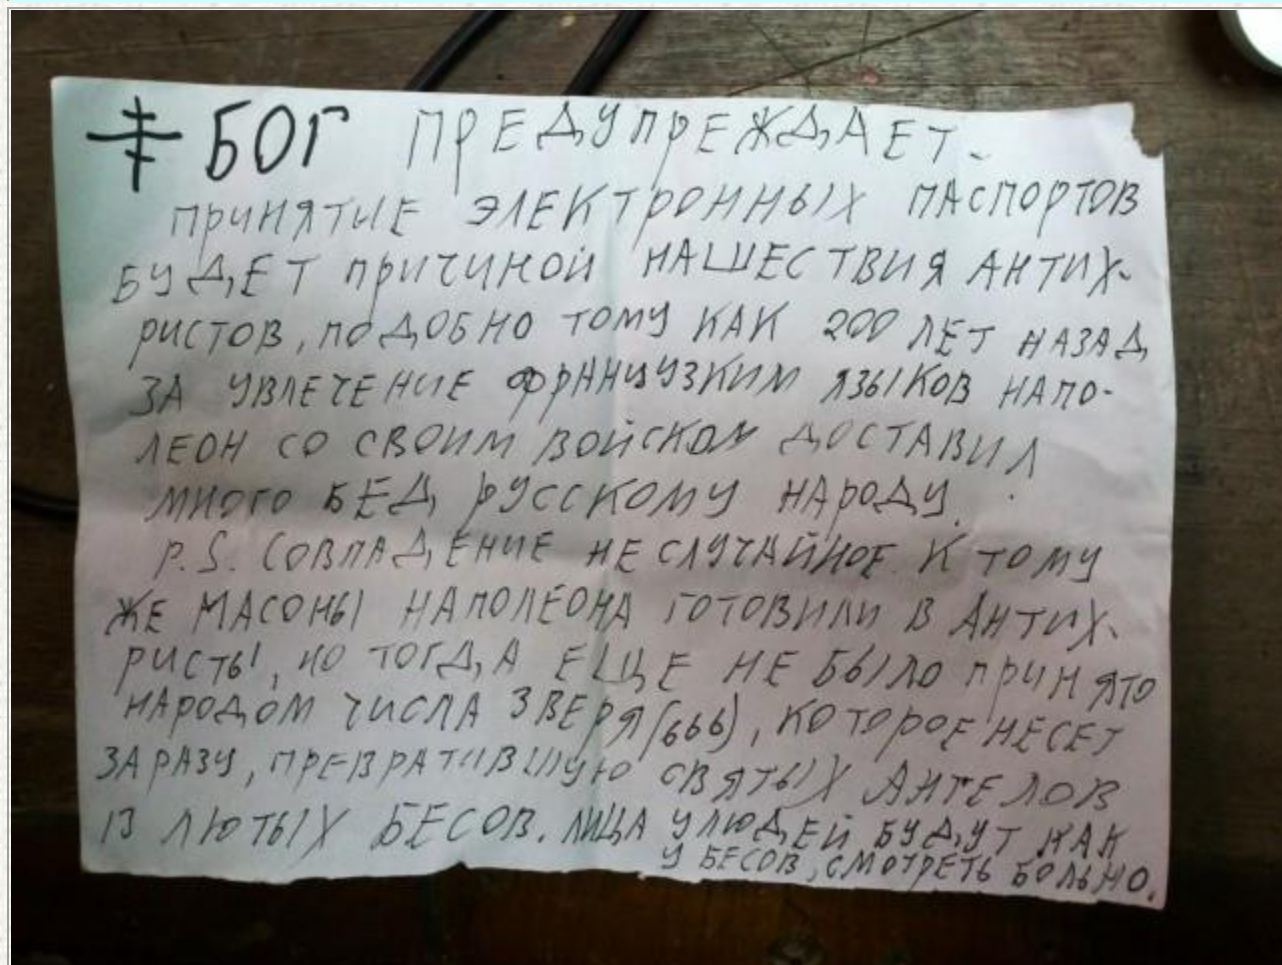 БОГ ПРЕДУПРЕЖДАЕТ.
ПРИНЯТИЕ ЭЛЕКТРОННЫХ ПАСПОРТОВ
БУДЕТ ПРИЧИНОЙ НАШЕСТВИЯ АНТИХ-
РИСТОВ, ПОДОБНО ТОМУ КАК 200 ЛЕТ НАЗАД
ЗА УВЛЕЧЕНИЕ ФРАНЦУЗКИМ ЯЗЫКОВ НАПО-
ЛЕОН СО СВОИМ ВОЙСКОМ ДОСТАВИЛ
МНОГО БЕД РУССКОМУ НАРОДУ.
P.S. СОВПАДЕНИЕ НЕ СЛУЧАЙНОЕ. К ТОМУ
ЖЕ МАСОНЫ НАПОЛЕОНА ГОТОВИЛИ В АНТИХ-
РИСТЫ, НО ТОГДА ЕЩЕ НЕ БЫЛО ПРИНЯТО
НАРОДОМ ЧИСЛА ЗВЕРЯ (666), КОТОРОЕ НЕСЕТ
ЗАРАЗУ, ПРЕВРАТИВШУЮ СВЯТЫХ АНГЕЛОВ
В ЛЮТЫХ БЕСОВ. ЛИЦА У ЛЮДЕЙ БУДУТ КАК
У БЕСОВ, СМОТРЕТЬ БОЛЬНО.